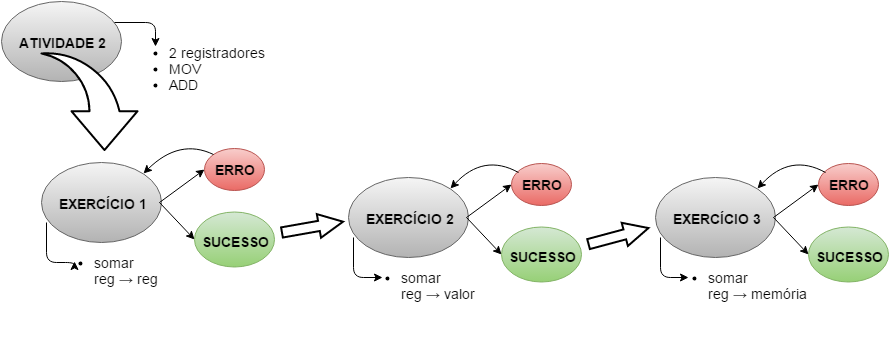 ATIVIDADE 2
• 2 registradores
• MOV
• ADD
EXERCÍCIO 1
ERRO
SUCESSO
• somar
reg → reg
EXERCÍCIO 2
ERRO
SUCESSO
• somar
reg → valor
EXERCÍCIO 3
ERRO
SUCESSO
• somar
reg → memória